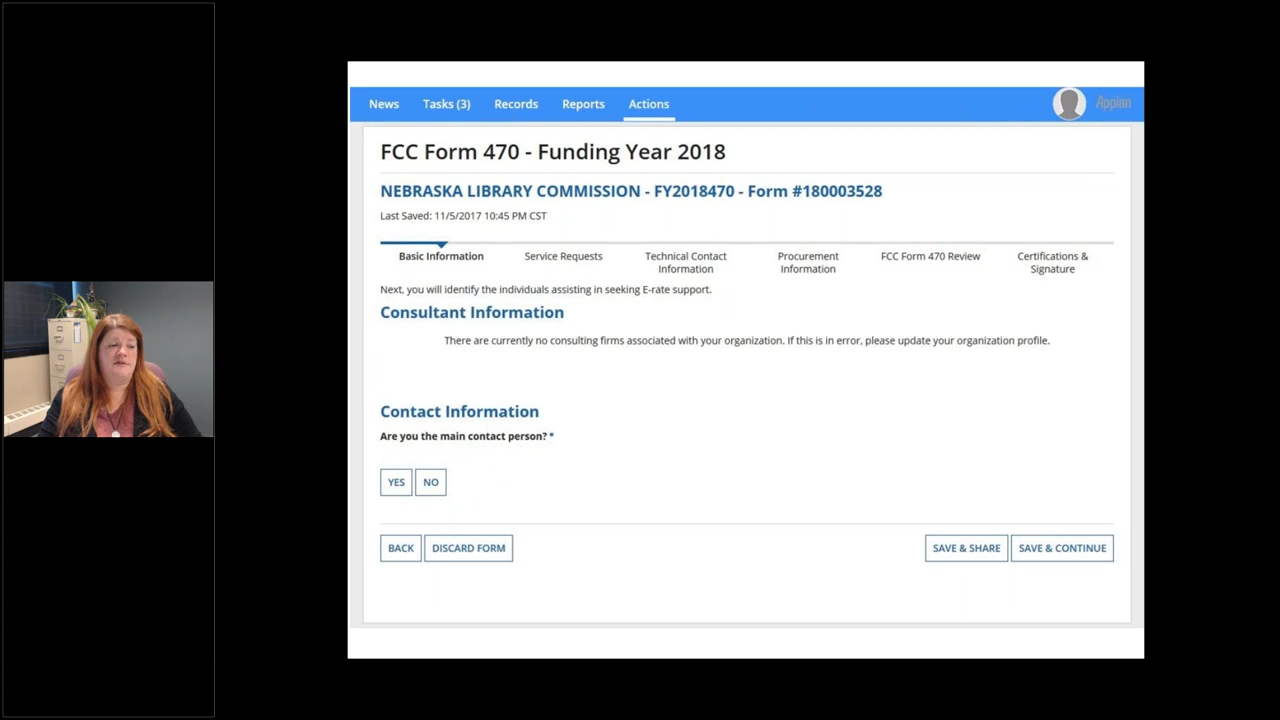 News Tasks (3) Records Reports Actions Appian
FCC Form 470 - Funding Year 2018
NEBRASKA LIBRARY COMMISSION - FY2018470 - Form #180003528
Last Saved: 11/5/2017 10:45 PM CST
Basic Information
Service Requests
Technical Contact
Information
Procurement
Information
FCC Form 470 Review
Certifications &
Signature
Next, you will identify the individuals assisting in seeking E-rate support.
Consultant Information
There are currently no consulting firms associated with your organization. If this is in error, please update your organization profile.
Contact Information
Are you the main contact person? *
YES NO
BACK DISCARD FORM SAVE & SHARE SAVE & CONTINUE